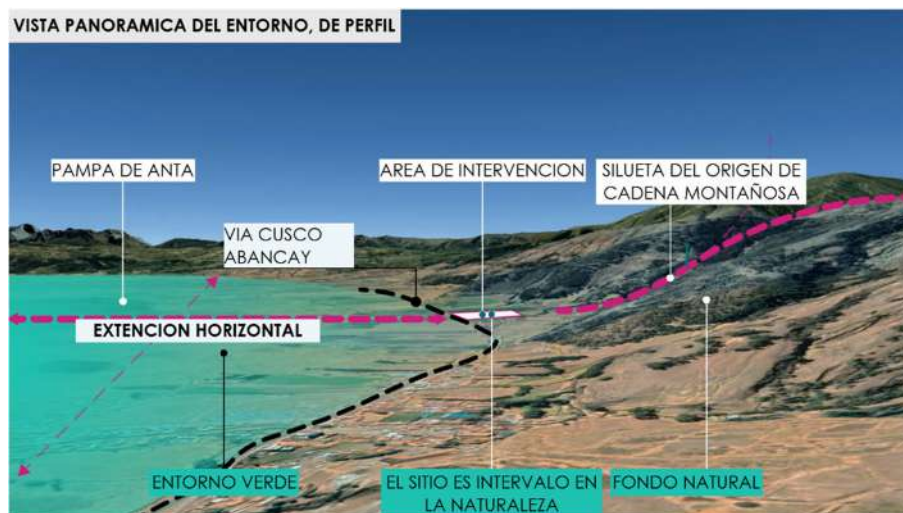 VISTA PANORAMICA DEL ENTORNO, DE PERFIL
PAMPA DE ANTA
AREA DE INTERVENCION
SILUETA DEL ORIGEN DE
CADENA MONTAÑOSA
VIA CUSCO
ABANCAY
EXTENCION HORIZONTAL
ENTORNO VERDE
EL SITIO ES INTERVALO EN
LA NATURALEZA
FONDO NATURAL